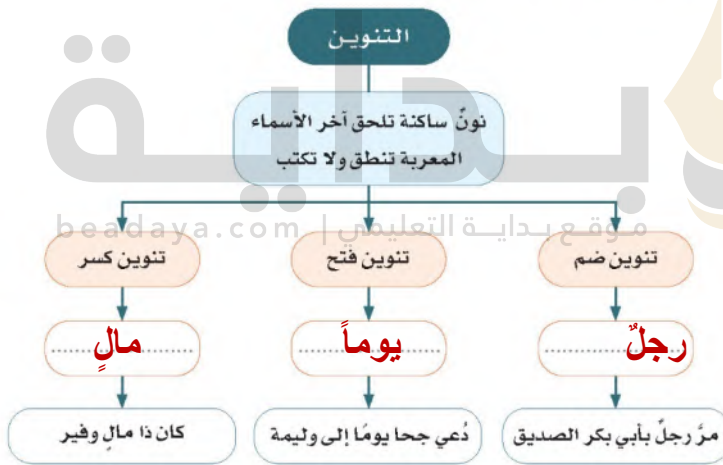 التنوين
نونٌ ساكنة تلحق آخر الأسماء
المعربة تنطق ولا تكتب
بداية
موقع بداية التعليمي | beadaya.com
تنوين ضم
تنوين فتح
تنوين كسر
رجلٌ
يوماً
مالٍ
مرَّ رجلٌ بأبي بكر الصديق
دُعي جحا يومًا إلى وليمة
كان ذا مالٍ وفير